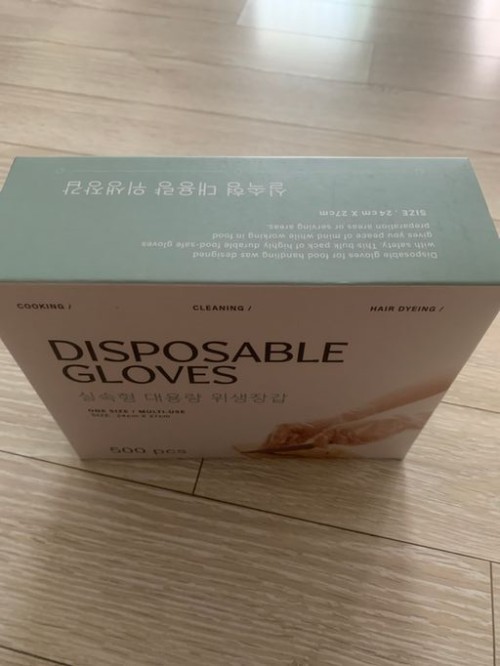 실속형 대용량 위생장갑
SIZE . 24cm X 27cm
Disposable gloves for food handling was designed
with safety. This bulk pack of highly durable food-safe gloves
gives you peace of mind while working in food
preparation areas or serving areas
COOKING /
CLEANING /
HAIR DYEING /
DISPOSABLE
GLOVES
실속형 대용량 위생장갑
ONE SIZE / MULTI-USE
SIZE . 24cm X 27cm
500 pcs